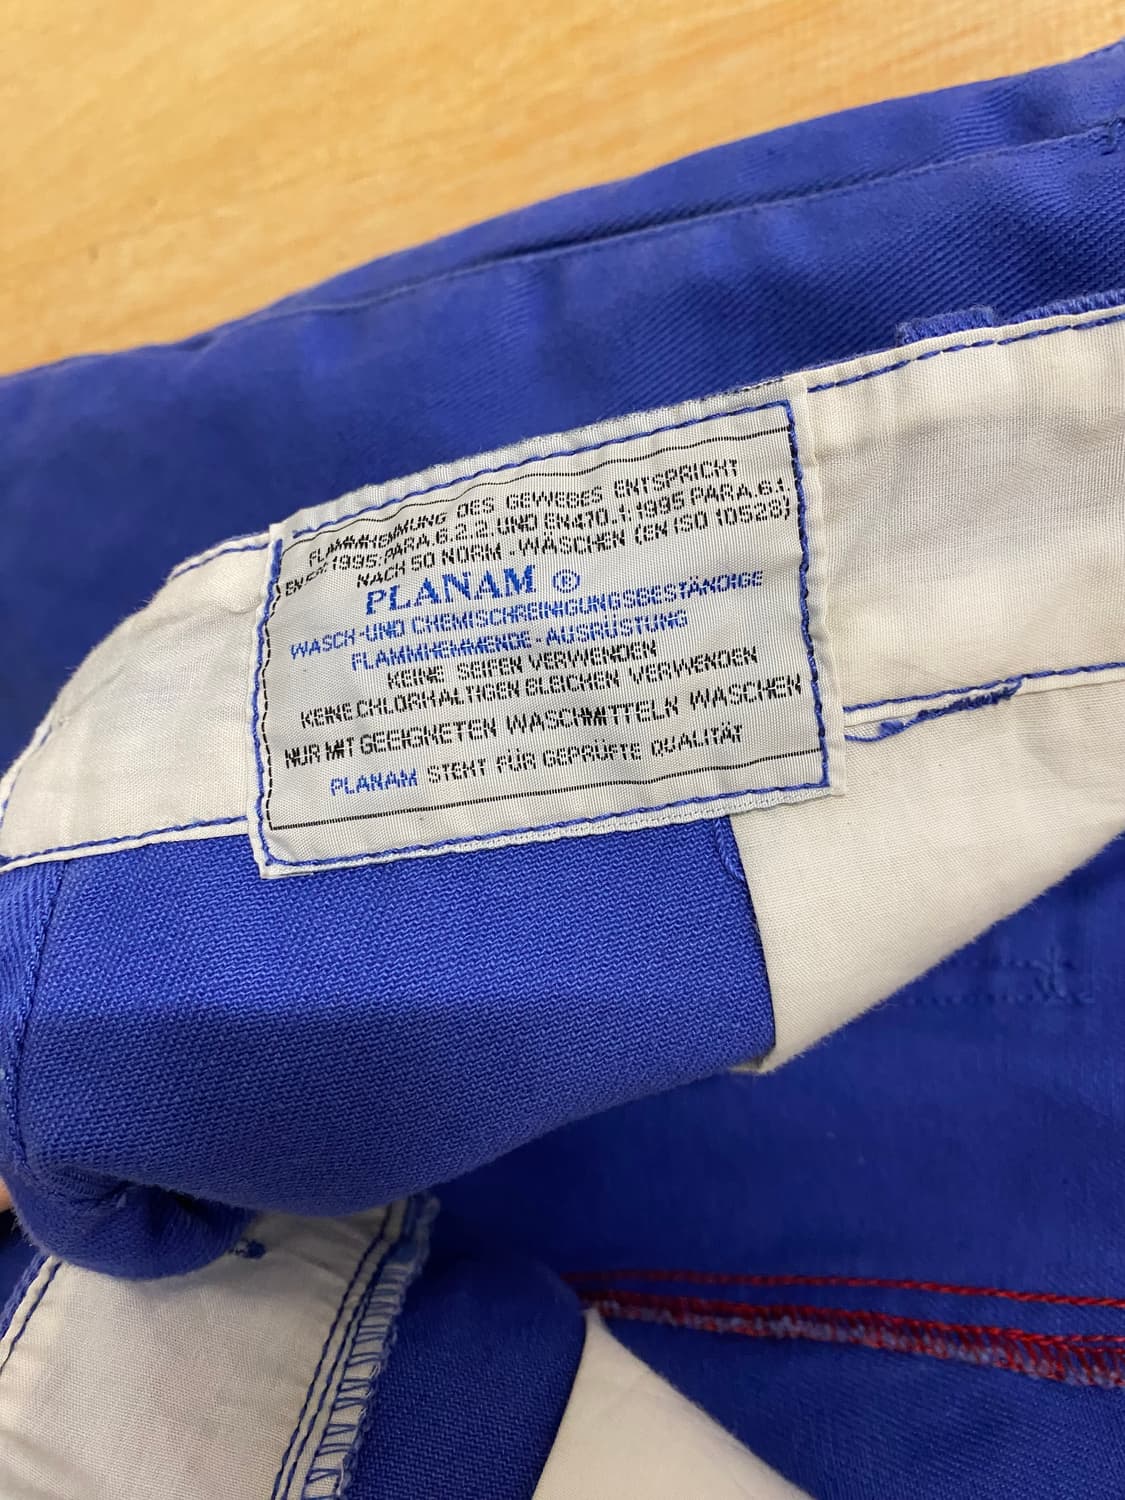 FLAMMHEMMUNG DES GEWEBES ENTSPRICHT
1995:PARA.6.2.2.UND EN470.1:1995 PARA.6.1.
NACH 50 NORM-WASCHEN (EN ISO 10528)
PLANAM ®
WASCH-UND CHEMISCHREINIGUNGSBESTÄNDIGE
FLAMMHEMMENDE-AUSRÜSTUNG
KEINE SEIFEN VERWENDEN
KEINE CHLORHALTIGEN BLEICHEN VERWENDEN
NUR MIT GEEIGNETEN WASCHMITTELN WASCHEN
PLANAM STEHT FÜR GEPRÜFTE QUALITÄT